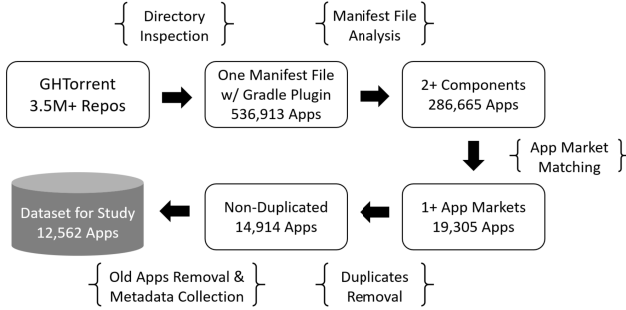 Directory
Inspection
Manifest File
Analysis
GHTorrent
3.5M+ Repos
One Manifest File
w/ Gradle Plugin
536,913 Apps
2+ Components
286,665 Apps
App Market
Matching
Dataset for Study
12,562 Apps
Non-Duplicated
14,914 Apps
1+ App Markets
19,305 Apps
Old Apps Removal &
Metadata Collection
Duplicates
Removal